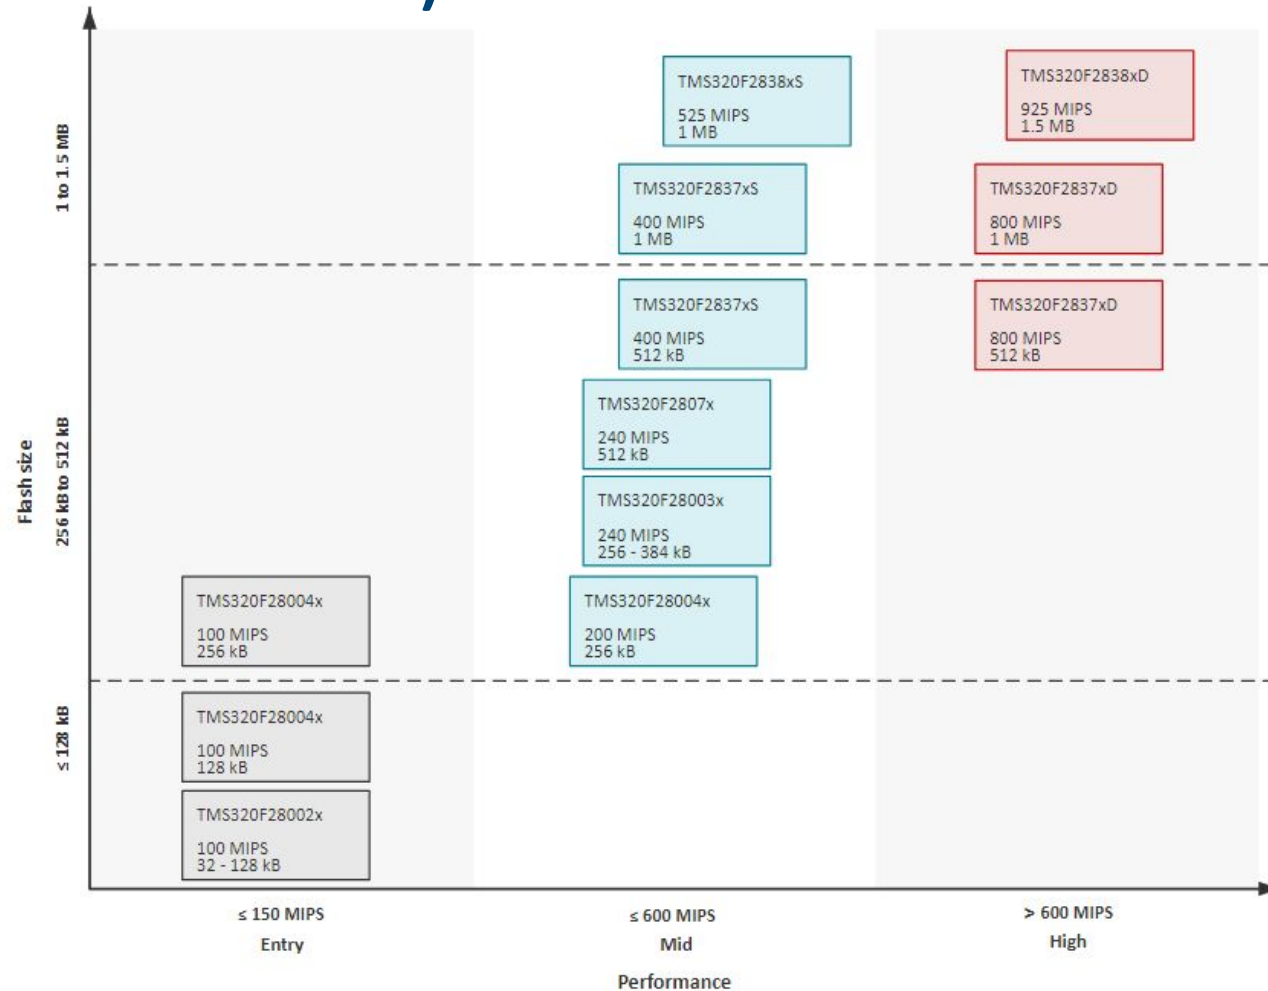 TMS320F2838xS
525 MIPS
1 MB
TMS320F2838xD
925 MIPS
1.5 MB
TMS320F2837xS
400 MIPS
1 MB
TMS320F2837xD
800 MIPS
1 MB
TMS320F2837xS
400 MIPS
512 kB
TMS320F2837xD
800 MIPS
512 kB
TMS320F2807x
240 MIPS
512 kB
TMS320F28003x
240 MIPS
256 - 384 kB
TMS320F28004x
100 MIPS
256 kB
TMS320F28004x
200 MIPS
256 kB
TMS320F28004x
100 MIPS
128 kB
TMS320F28002x
100 MIPS
32 - 128 kB
Flash size
1 to 1.5 MB
256 kB to 512 kB
≤ 128 kB
≤ 150 MIPS
Entry
≤ 600 MIPS
Mid
> 600 MIPS
High
Performance